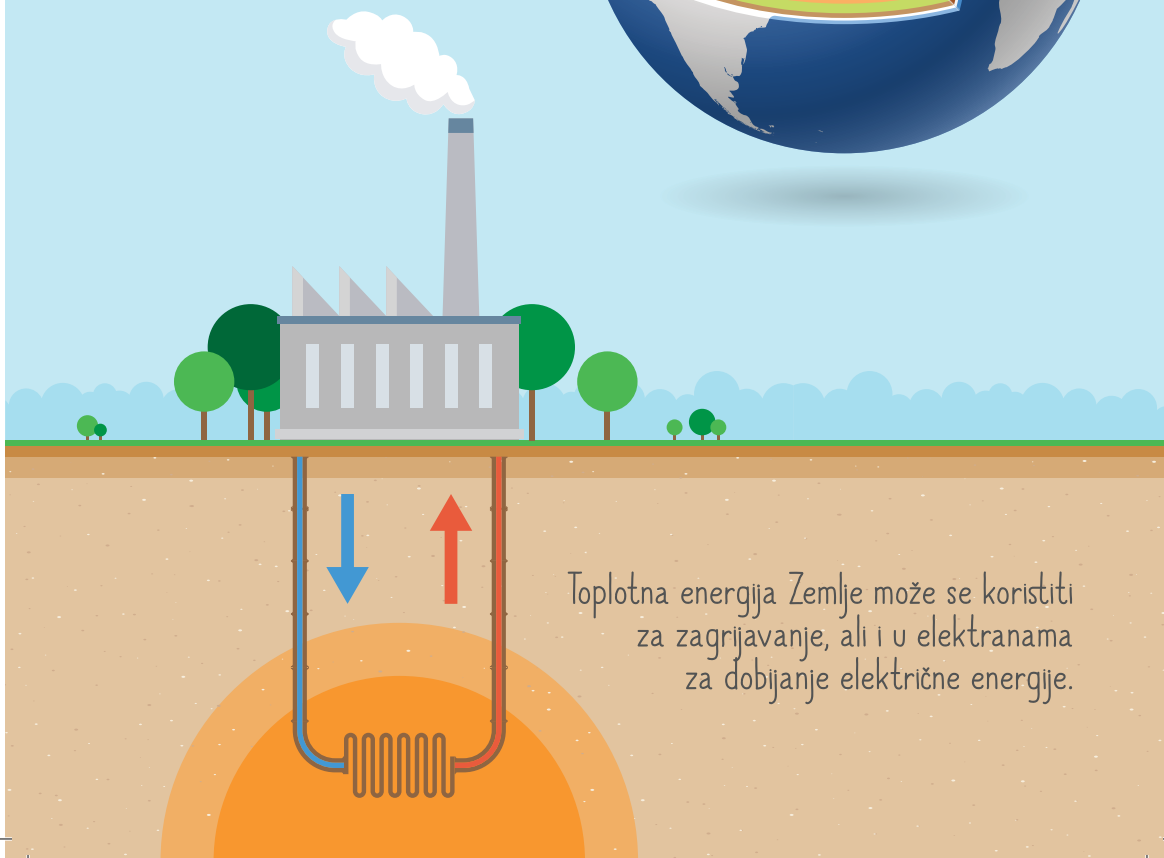 Toplotna energija Zemlje može se koristiti
za zagrijavanje, ali i u elektranama
za dobijanje električne energije.